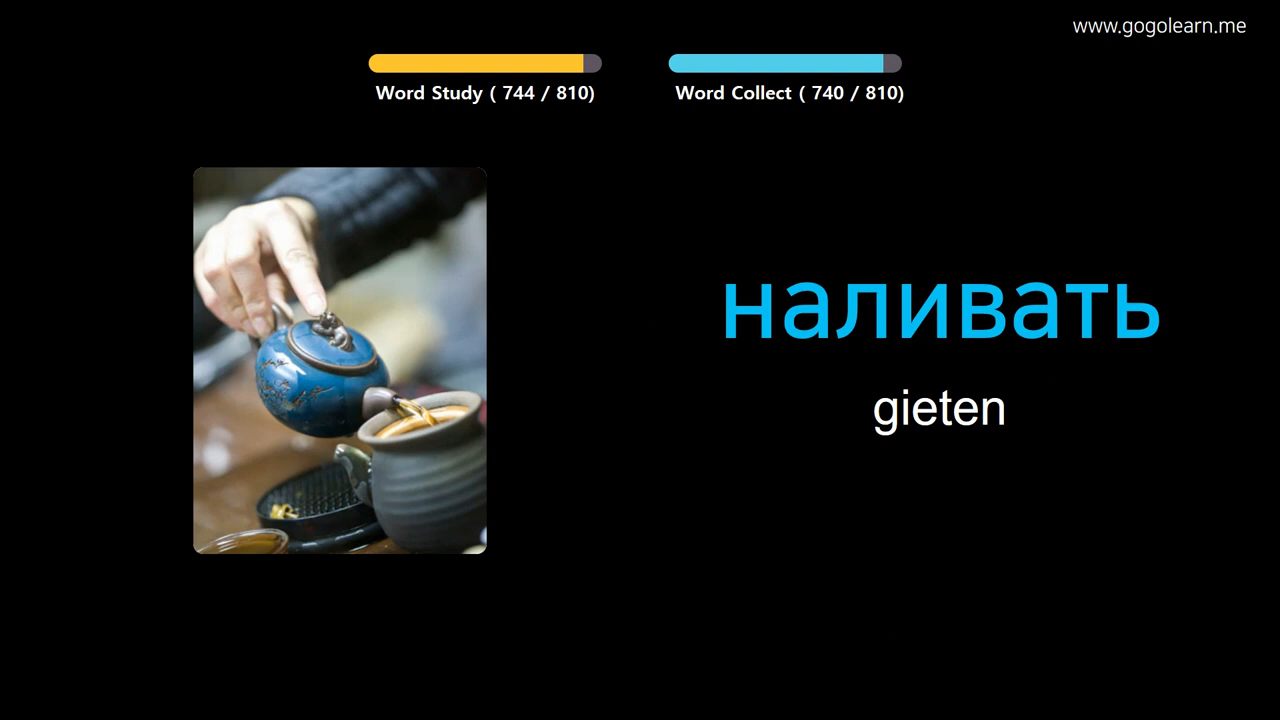 www.gogolearn.me
Word Study ( 744 / 810)
Word Collect ( 740 / 810)
наливать
gieten